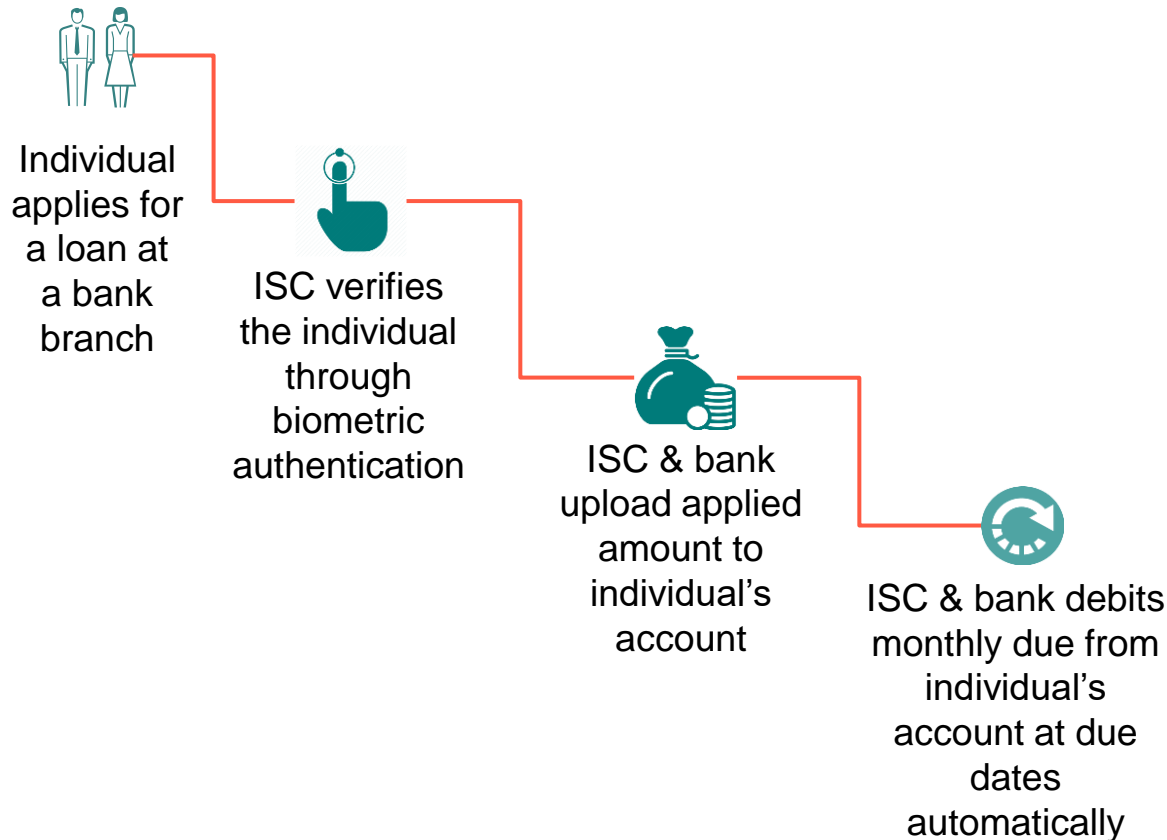 Individual
applies for
a loan at
a bank
branch
ISC verifies
the individual
through
biometric
authentication
ISC & bank
upload applied
amount to
individual’s
account
ISC & bank debits
monthly due from
individual’s
account at due
dates
automatically